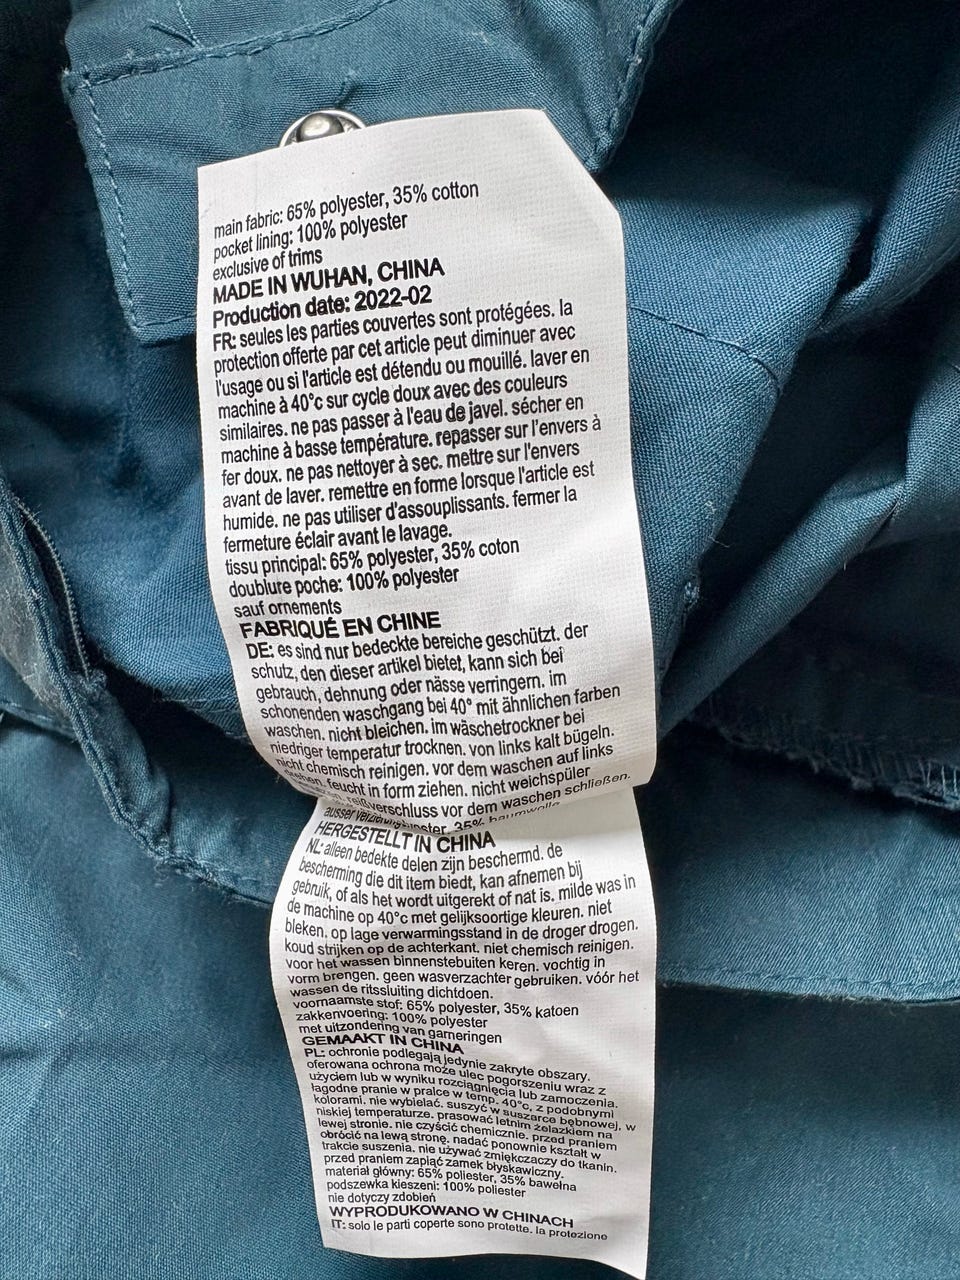 main fabric: 65% polyester, 35% cotton
pocket lining: 100% polyester
exclusive of trims
MADE IN WUHAN, CHINA
Production date: 2022-02
FR: seules les parties couvertes sont protégées. la
protection offerte par cet article peut diminuer avec
l'usage ou si l'article est détendu ou mouillé. laver en
machine à 40°c sur cycle doux avec des couleurs
similaires. ne pas passer à l'eau de javel. sécher en
machine à basse température. repasser sur l'envers à
fer doux. ne pas nettoyer à sec. mettre sur l'envers
avant de laver. remettre en forme lorsque l'article est
humide. ne pas utiliser d'assouplissants. fermer la
fermeture éclair avant le lavage.
tissu principal: 65% polyester, 35% coton
doublure poche: 100% polyester
sauf ornements
FABRIQUÉ EN CHINE
DE: es sind nur bedeckte bereiche geschützt. der
schutz, den dieser artikel bietet, kann sich bei
gebrauch, dehnung oder nässe verringern. im
schonenden waschgang bei 40° mit ähnlichen farben
waschen. nicht bleichen. im wäschetrockner bei
niedriger temperatur trocknen. von links kalt bügeln.
nicht chemisch reinigen. vor dem waschen auf links
drehen. feucht in form ziehen. nicht weichspüler
reißverschluss vor dem waschen schließen.
35% baumwolle
ausser
HERGESTELLT IN CHINA
NL: alleen bedekte delen zijn beschermd. de
bescherming die dit item biedt, kan afnemen bij
gebruik, of als het wordt uitgerekt of nat is. milde was in
de machine op 40°c met gelijksoortige kleuren. niet
bleken. op lage verwarmingsstand in de droger drogen.
koud strijken op de achterkant. niet chemisch reinigen.
voor het wassen binnenstebuiten keren. vochtig in
vorm brengen. geen wasverzachter gebruiken. vóór het
wassen de ritssluiting dichtdoen.
voornaamste stof: 65% polyester, 35% katoen
zakkenvoering: 100% polyester
met uitzondering van garneringen
GEMAAKT IN CHINA
PL: ochronie podlegają jedynie zakryte obszary.
oferowana ochrona może ulec pogorszeniu wraz z
użyciem lub w wyniku rozciągnięcia lub zamoczenia.
łagodne pranie w pralce w temp. 40°c, z podobnymi
kolorami. nie wybielać. suszyć w suszarce bębnowej, w
niskiej temperaturze. prasować letnim żelazkiem na
lewej stronie. nie czyścić chemicznie. przed praniem
obrócić na lewą stronę. nadać ponownie kształt w
trakcie suszenia. nie używać zmiękczaczy do tkanin.
przed praniem zapiąć zamek błyskawiczny.
materiał główny: 65% poliester, 35% bawełna
podszewka kieszeni: 100% poliester
nie dotyczy zdobień
WYPRODUKOWANO W CHINACH
IT: solo le parti coperte sono protette. la protezione